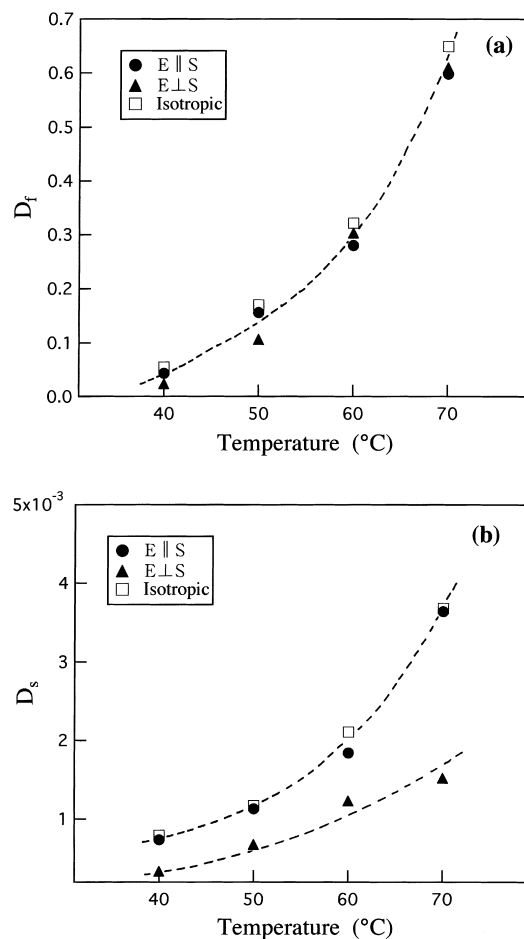 0.7
(a)
E ∥ S
E⊥S
Isotropic
0.6
0.5
0.4
D_f
0.3
0.2
0.1
0.0
40 50 60 70
Temperature (°C)
5x10⁻³
(b)
E ∥ S
E⊥S
Isotropic
4
3
D_s
2
1
40 50 60 70
Temperature (°C)